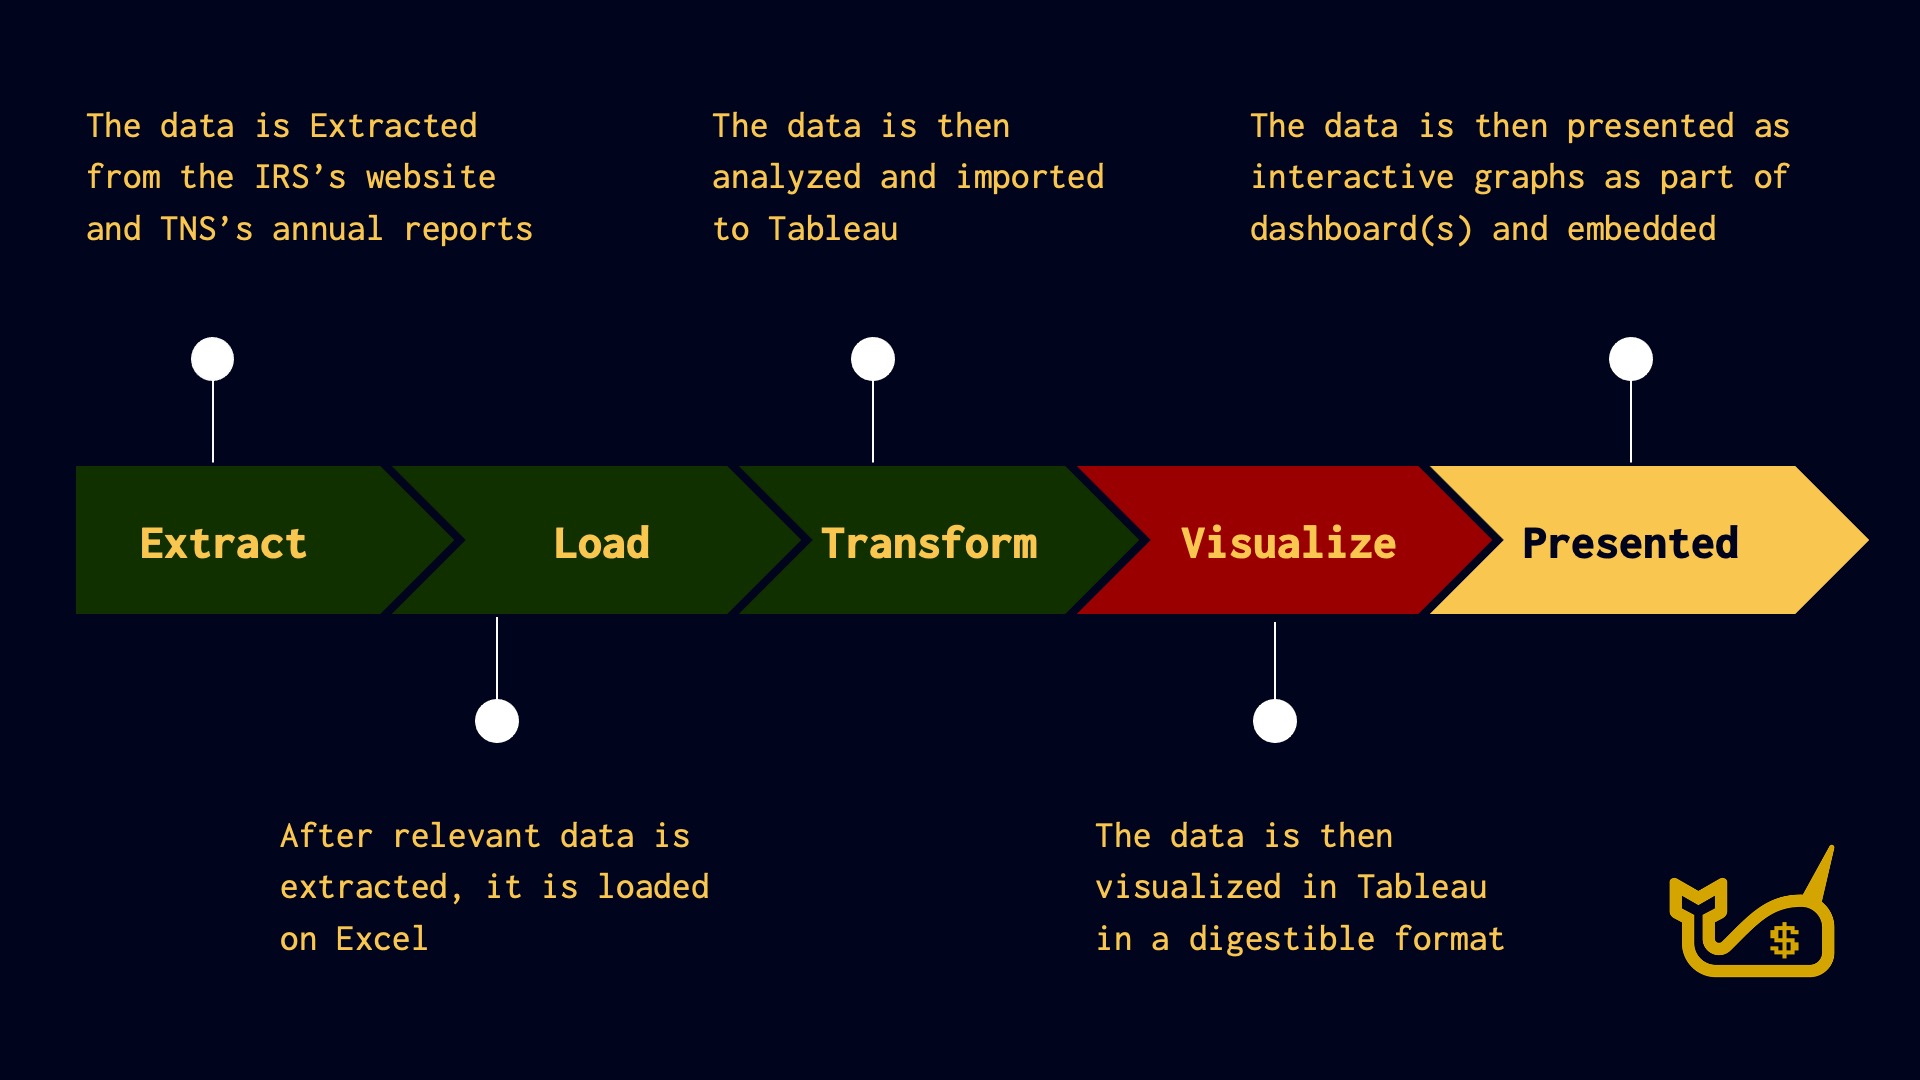 The data is Extracted
from the IRS’s website
and TNS’s annual reports
The data is then
analyzed and imported
to Tableau
The data is then presented as
interactive graphs as part of
dashboard(s) and embedded
Extract
Load
Transform
Visualize
Presented
After relevant data is
extracted, it is loaded
on Excel
The data is then
visualized in Tableau
in a digestible format
$